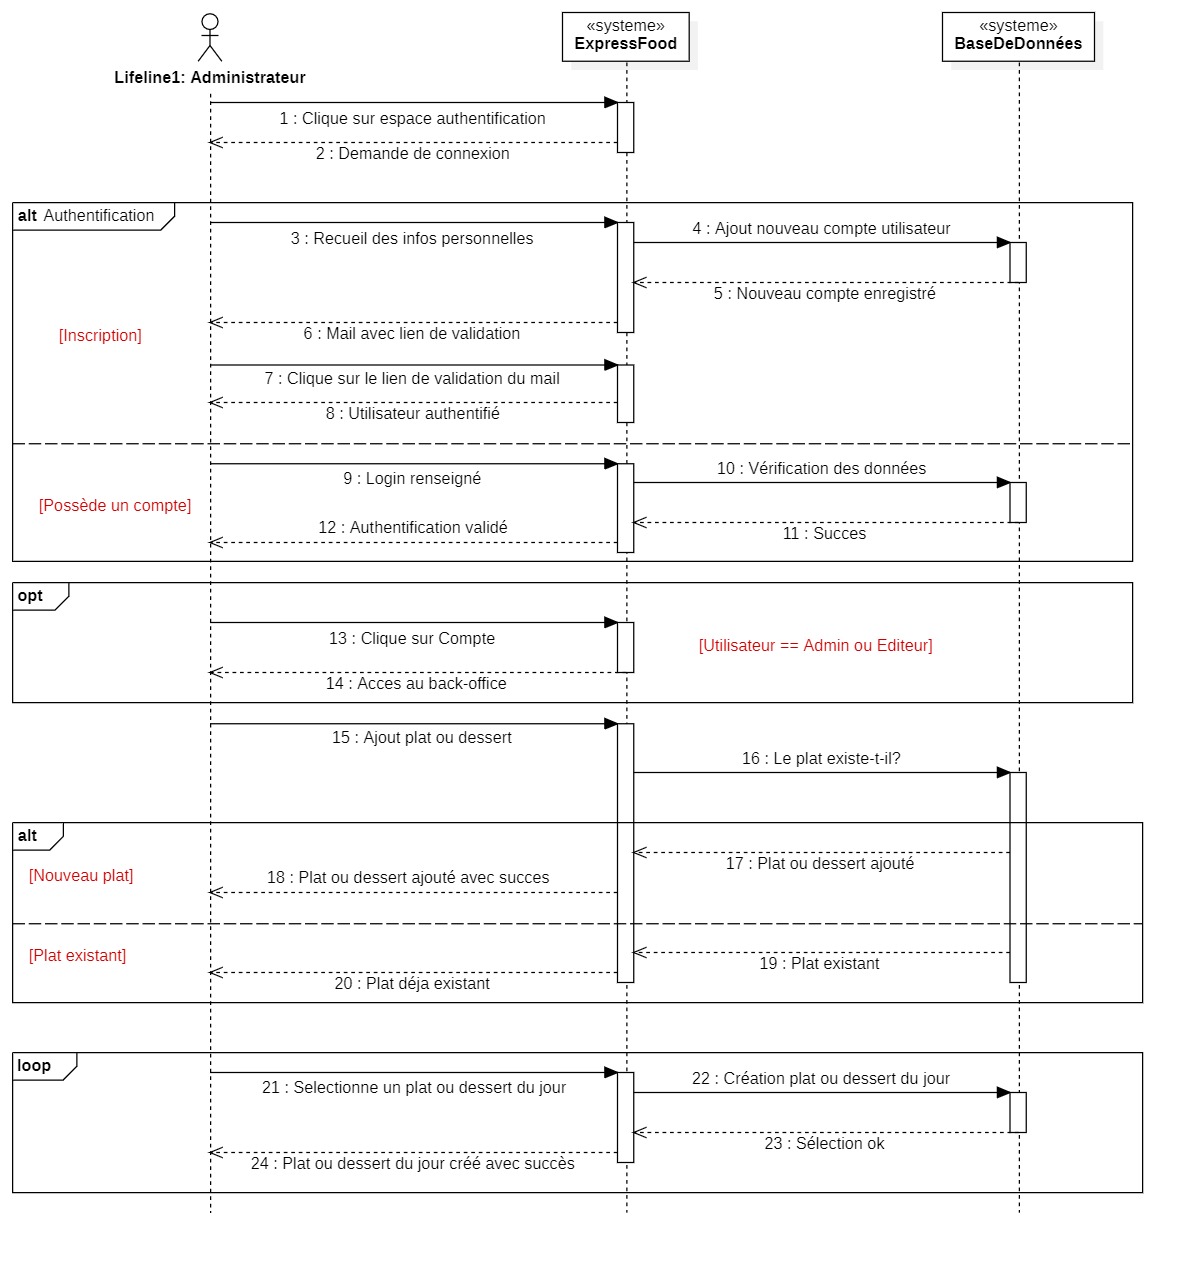 «systeme»
ExpressFood
«systeme»
BaseDeDonnées
Lifeline1: Administrateur
1 : Clique sur espace authentification
2 : Demande de connexion
alt Authentification
3 : Recueil des infos personnelles
4 : Ajout nouveau compte utilisateur
5 : Nouveau compte enregistré
[Inscription]
6 : Mail avec lien de validation
7 : Clique sur le lien de validation du mail
8 : Utilisateur authentifié
9 : Login renseigné
10 : Vérification des données
[Possède un compte]
12 : Authentification validé
11 : Succes
opt
13 : Clique sur Compte
[Utilisateur == Admin ou Editeur]
14 : Acces au back-office
15 : Ajout plat ou dessert
16 : Le plat existe-t-il?
alt
[Nouveau plat]
17 : Plat ou dessert ajouté
18 : Plat ou dessert ajouté avec succes
[Plat existant]
19 : Plat existant
20 : Plat déja existant
loop
21 : Selectionne un plat ou dessert du jour
22 : Création plat ou dessert du jour
23 : Sélection ok
24 : Plat ou dessert du jour créé avec succès